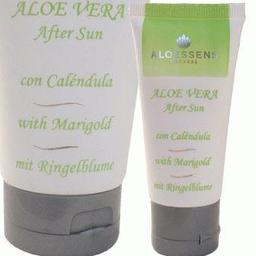 ALOE VERA
After Sun
con Caléndula
with Marigold
mit Ringelblume
ALOESSENS
ALOE VERA
After Sun
con Caléndula
with Marigold
mit Ringelblume